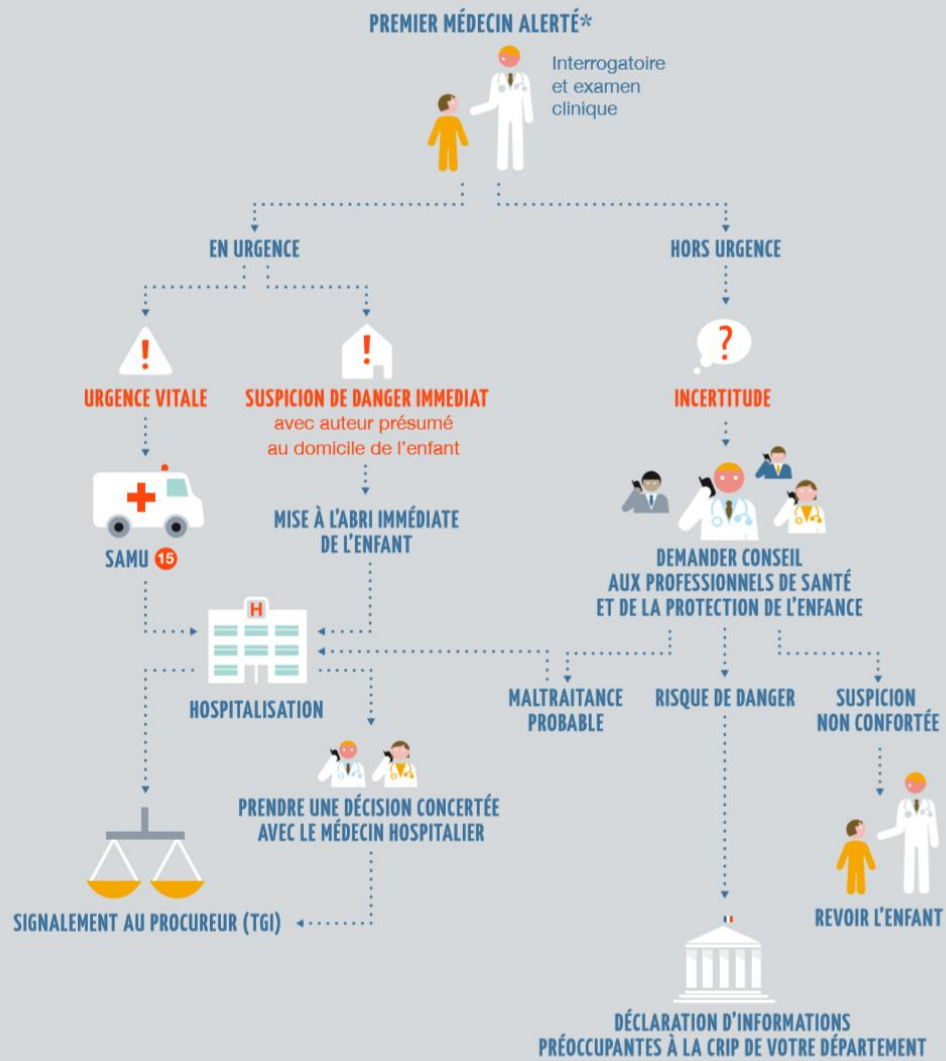 PREMIER MÉDECIN ALERTÉ*
Interrogatoire
et examen
clinique
EN URGENCE
HORS URGENCE
!
!
?
URGENCE VITALE
SUSPICION DE DANGER IMMEDIAT
avec auteur présumé
au domicile de l'enfant
INCERTITUDE
SAMU 15
MISE À L'ABRI IMMÉDIATE
DE L'ENFANT
DEMANDER CONSEIL
AUX PROFESSIONNELS DE SANTÉ
ET DE LA PROTECTION DE L'ENFANCE
H
HOSPITALISATION
MALTRAITANCE
PROBABLE
RISQUE DE DANGER
SUSPICION
NON CONFORTÉE
PRENDRE UNE DÉCISION CONCERTÉE
AVEC LE MÉDECIN HOSPITALIER
SIGNALEMENT AU PROCUREUR (TGI)
REVOIR L'ENFANT
DÉCLARATION D'INFORMATIONS
PRÉOCCUPANTES À LA CRIP DE VOTRE DÉPARTEMENT